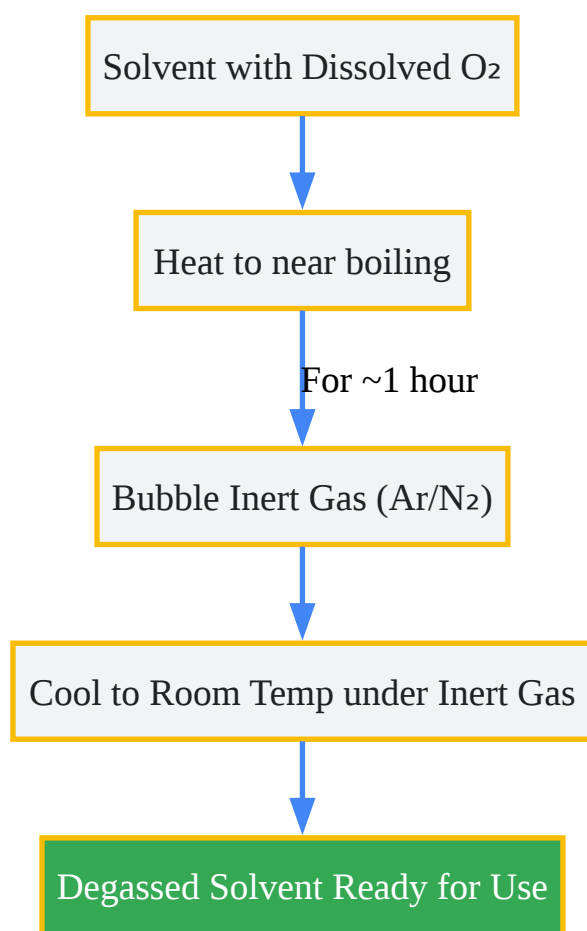 Solvent with Dissolved O₂
Heat to near boiling
For ~1 hour
Bubble Inert Gas (Ar/N₂)
Cool to Room Temp under Inert Gas
Degassed Solvent Ready for Use